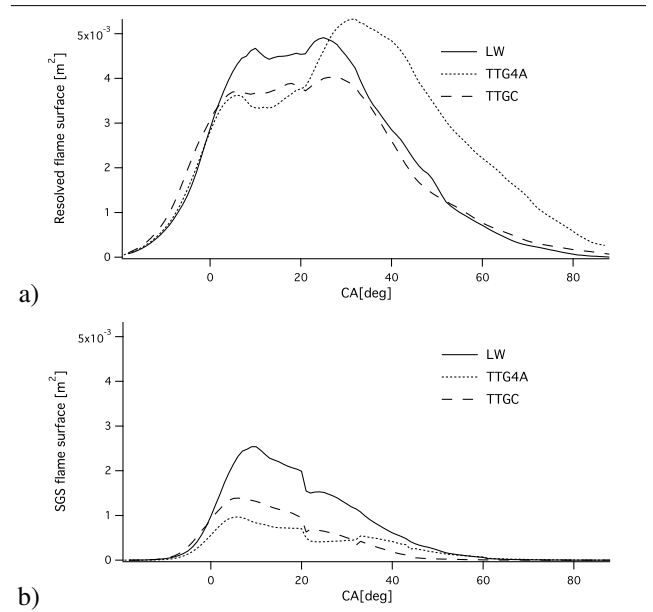 5x10⁻³
4
3
2
1
0
Resolved flame surface [m²]
LW
TTG4A
TTGC
0
20
40
60
80
CA[deg]
a)
5x10⁻³
4
3
2
1
0
SGS flame surface [m²]
LW
TTG4A
TTGC
0
20
40
60
80
CA[deg]
b)